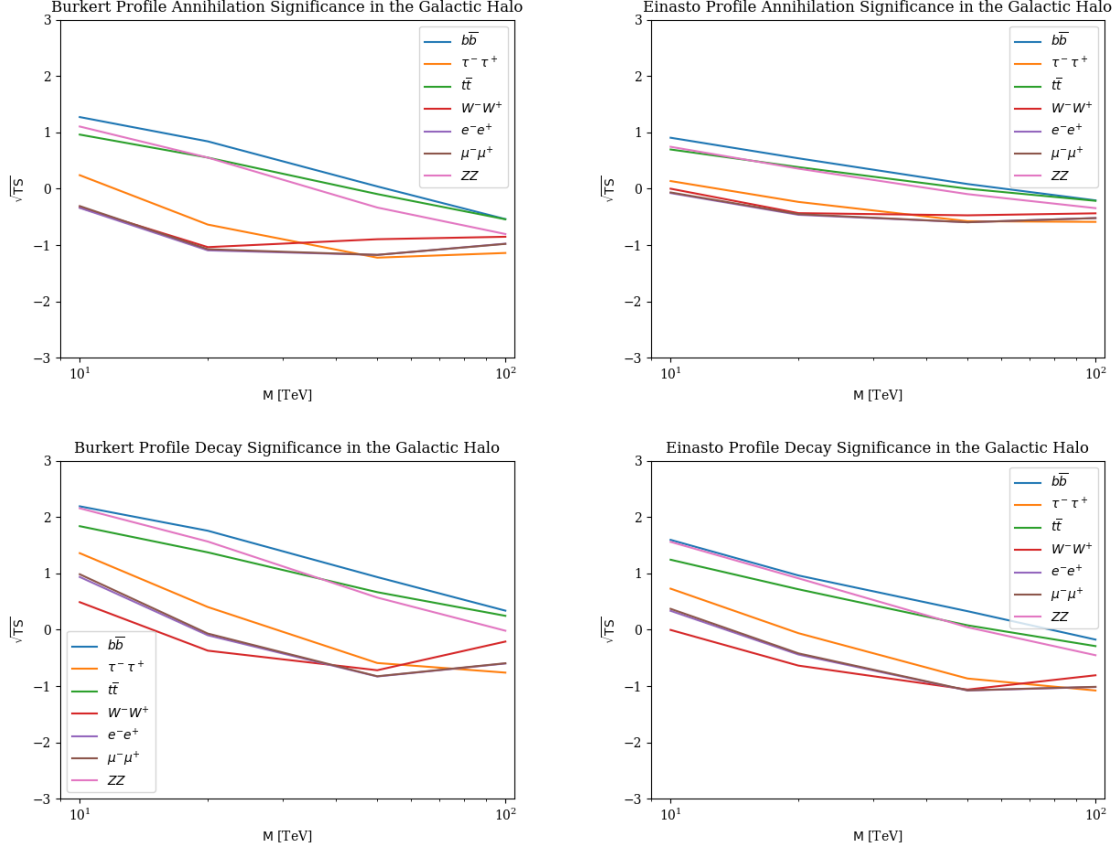 Burkert Profile Annihilation Significance in the Galactic Halo
3
2
1
0
−1
−2
−3
√TS
10¹
10²
M [TeV]
bb̅
τ⁻ τ⁺
tt̅
W⁻W⁺
e⁻e⁺
μ⁻μ⁺
ZZ
Einasto Profile Annihilation Significance in the Galactic Halo
3
2
1
0
−1
−2
−3
√TS
10¹
10²
M [TeV]
bb̅
τ⁻ τ⁺
tt̅
W⁻W⁺
e⁻e⁺
μ⁻μ⁺
ZZ
Burkert Profile Decay Significance in the Galactic Halo
3
2
1
0
−1
−2
−3
√TS
10¹
10²
M [TeV]
bb̅
τ⁻ τ⁺
tt̅
W⁻W⁺
e⁻e⁺
μ⁻μ⁺
ZZ
Einasto Profile Decay Significance in the Galactic Halo
3
2
1
0
−1
−2
−3
√TS
10¹
10²
M [TeV]
bb̅
τ⁻ τ⁺
tt̅
W⁻W⁺
e⁻e⁺
μ⁻μ⁺
ZZ